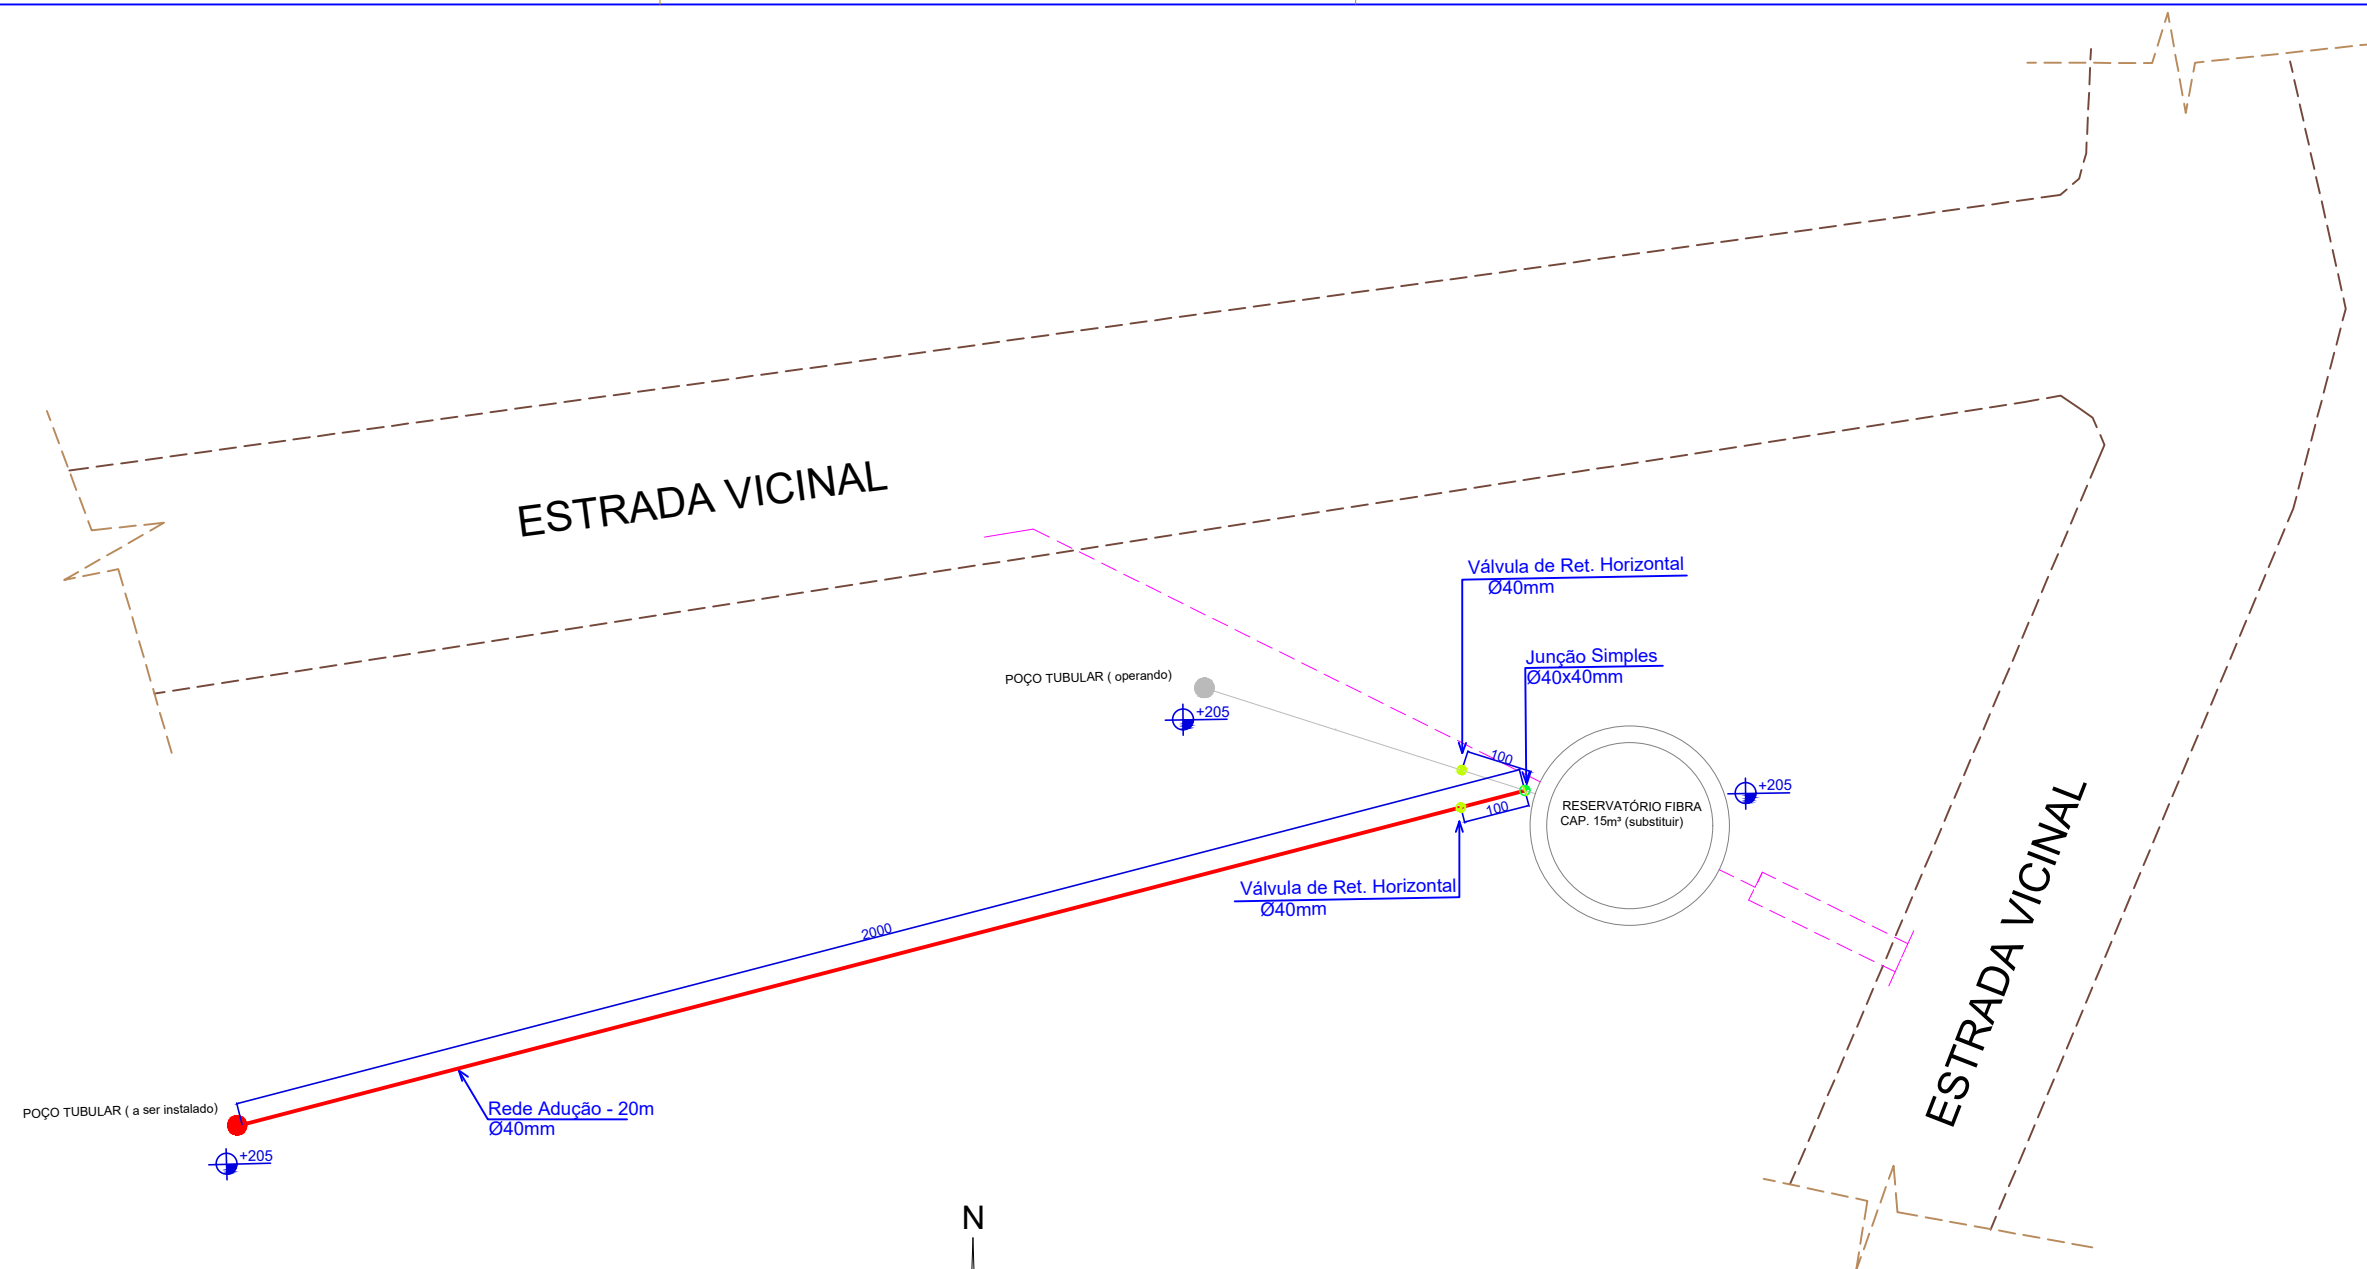 ESTRADA VICINAL
Válvula de Ret. Horizontal
Ø40mm
Junção Simples
Ø40x40mm
POÇO TUBULAR ( operando)
+205
100
+205
RESERVATÓRIO FIBRA
CAP. 15m³ (substituir)
100
Válvula de Ret. Horizontal
Ø40mm
2000
ESTRADA VICINAL
POÇO TUBULAR ( a ser instalado)
Rede Adução - 20m
Ø40mm
+205
N